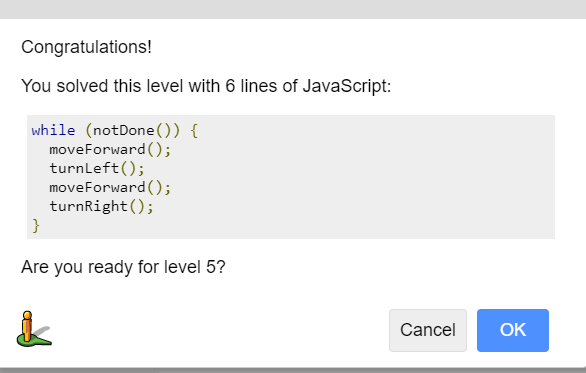 Congratulations!
You solved this level with 6 lines of JavaScript:
while (notDone()) {
  moveForward();
  turnLeft();
  moveForward();
  turnRight();
}
Are you ready for level 5?
Cancel OK